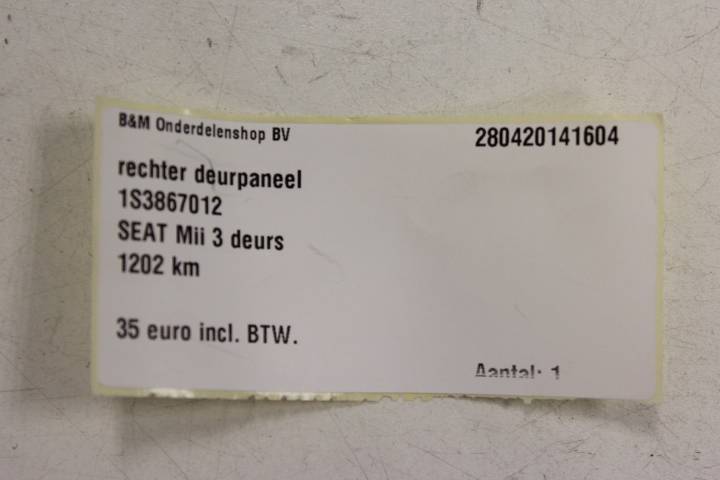 B&M Onderdelenshop BV
280420141604
rechter deurpaneel
1S3867012
SEAT Mii 3 deurs
1202 km
35 euro incl. BTW.
Aantal: 1